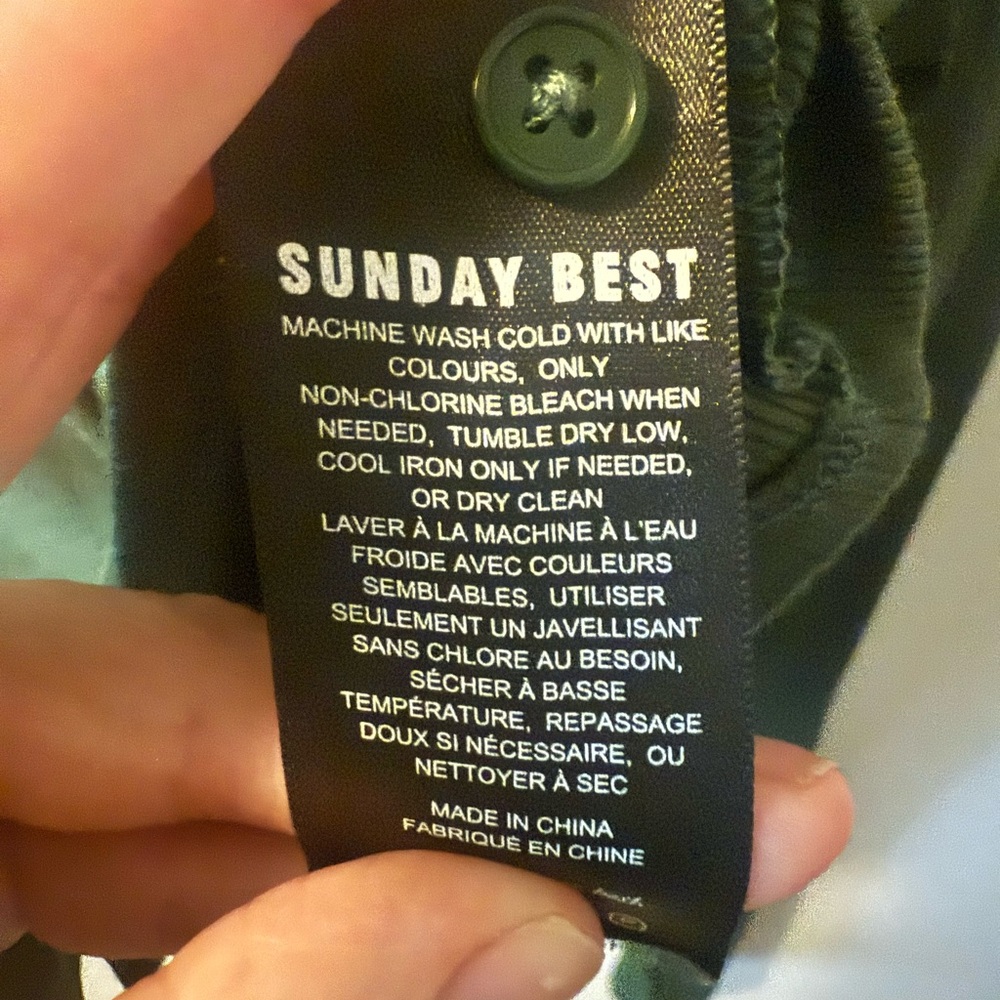 SUNDAY BEST
MACHINE WASH COLD WITH LIKE
COLOURS, ONLY
NON-CHLORINE BLEACH WHEN
NEEDED, TUMBLE DRY LOW,
COOL IRON ONLY IF NEEDED,
OR DRY CLEAN
LAVER À LA MACHINE À L'EAU
FROIDE AVEC COULEURS
SEMBLABLES, UTILISER
SEULEMENT UN JAVELLISANT
SANS CHLORE AU BESOIN,
SÉCHER À BASSE
TEMPÉRATURE, REPASSAGE
DOUX SI NÉCESSAIRE, OU
NETTOYER À SEC
MADE IN CHINA
FABRIQUÉ EN CHINE